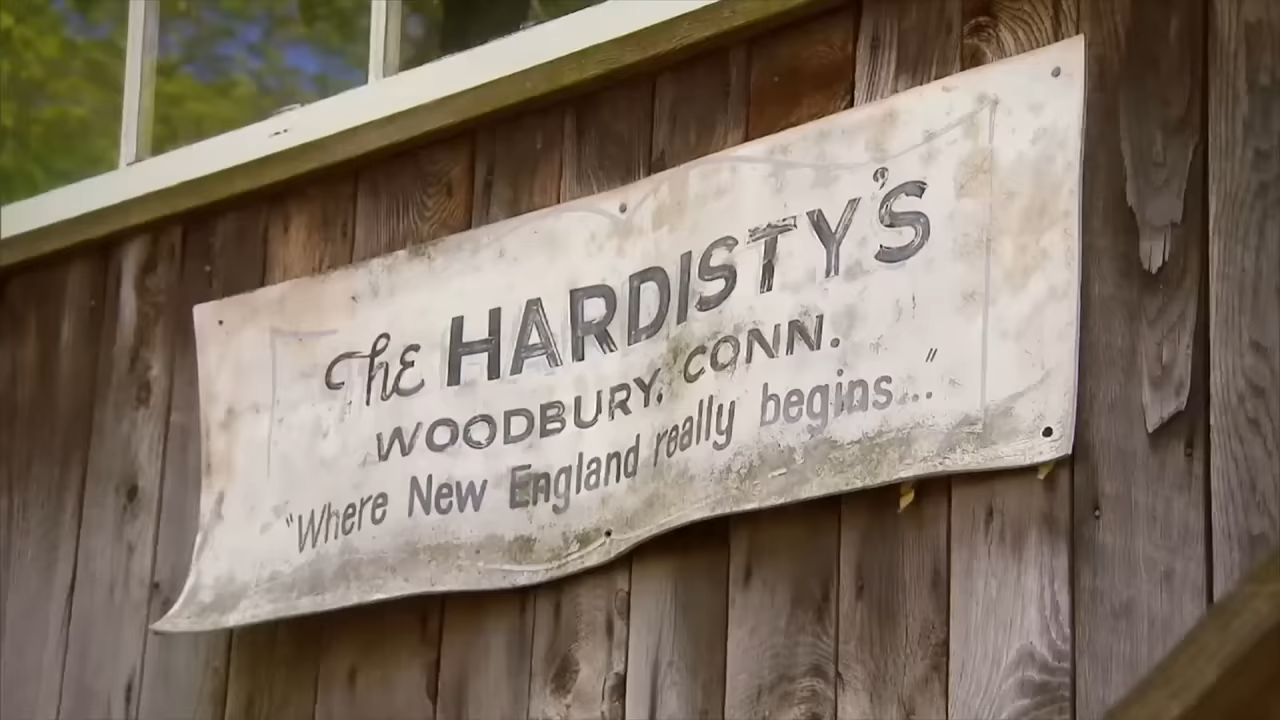 The HARDISTY'S
WOODBURY, CONN.
"Where New England really begins..."